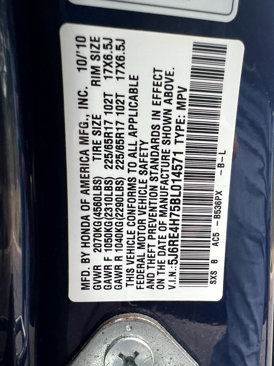 MFD. BY HONDA OF AMERICA MFG., INC. 10/'10
TIRE SIZE RIM SIZE
GVWR 2070KG(4560LBS)
GAWR F 1050KG(2310LBS) 225/65R17 102T 17X6.5J
GAWR R 1040KG(2290LBS) 225/65R17 102T 17X6.5J
THIS VEHICLE CONFORMS TO ALL APPLICABLE
FEDERAL MOTOR VEHICLE SAFETY
AND THEFT PREVENTION STANDARDS IN EFFECT
ON THE DATE OF MANUFACTURE SHOWN ABOVE.
V.I.N.: 5J6RE4H75BL014571 TYPE: MPV
SXS B AC5 - B536PX - B - L